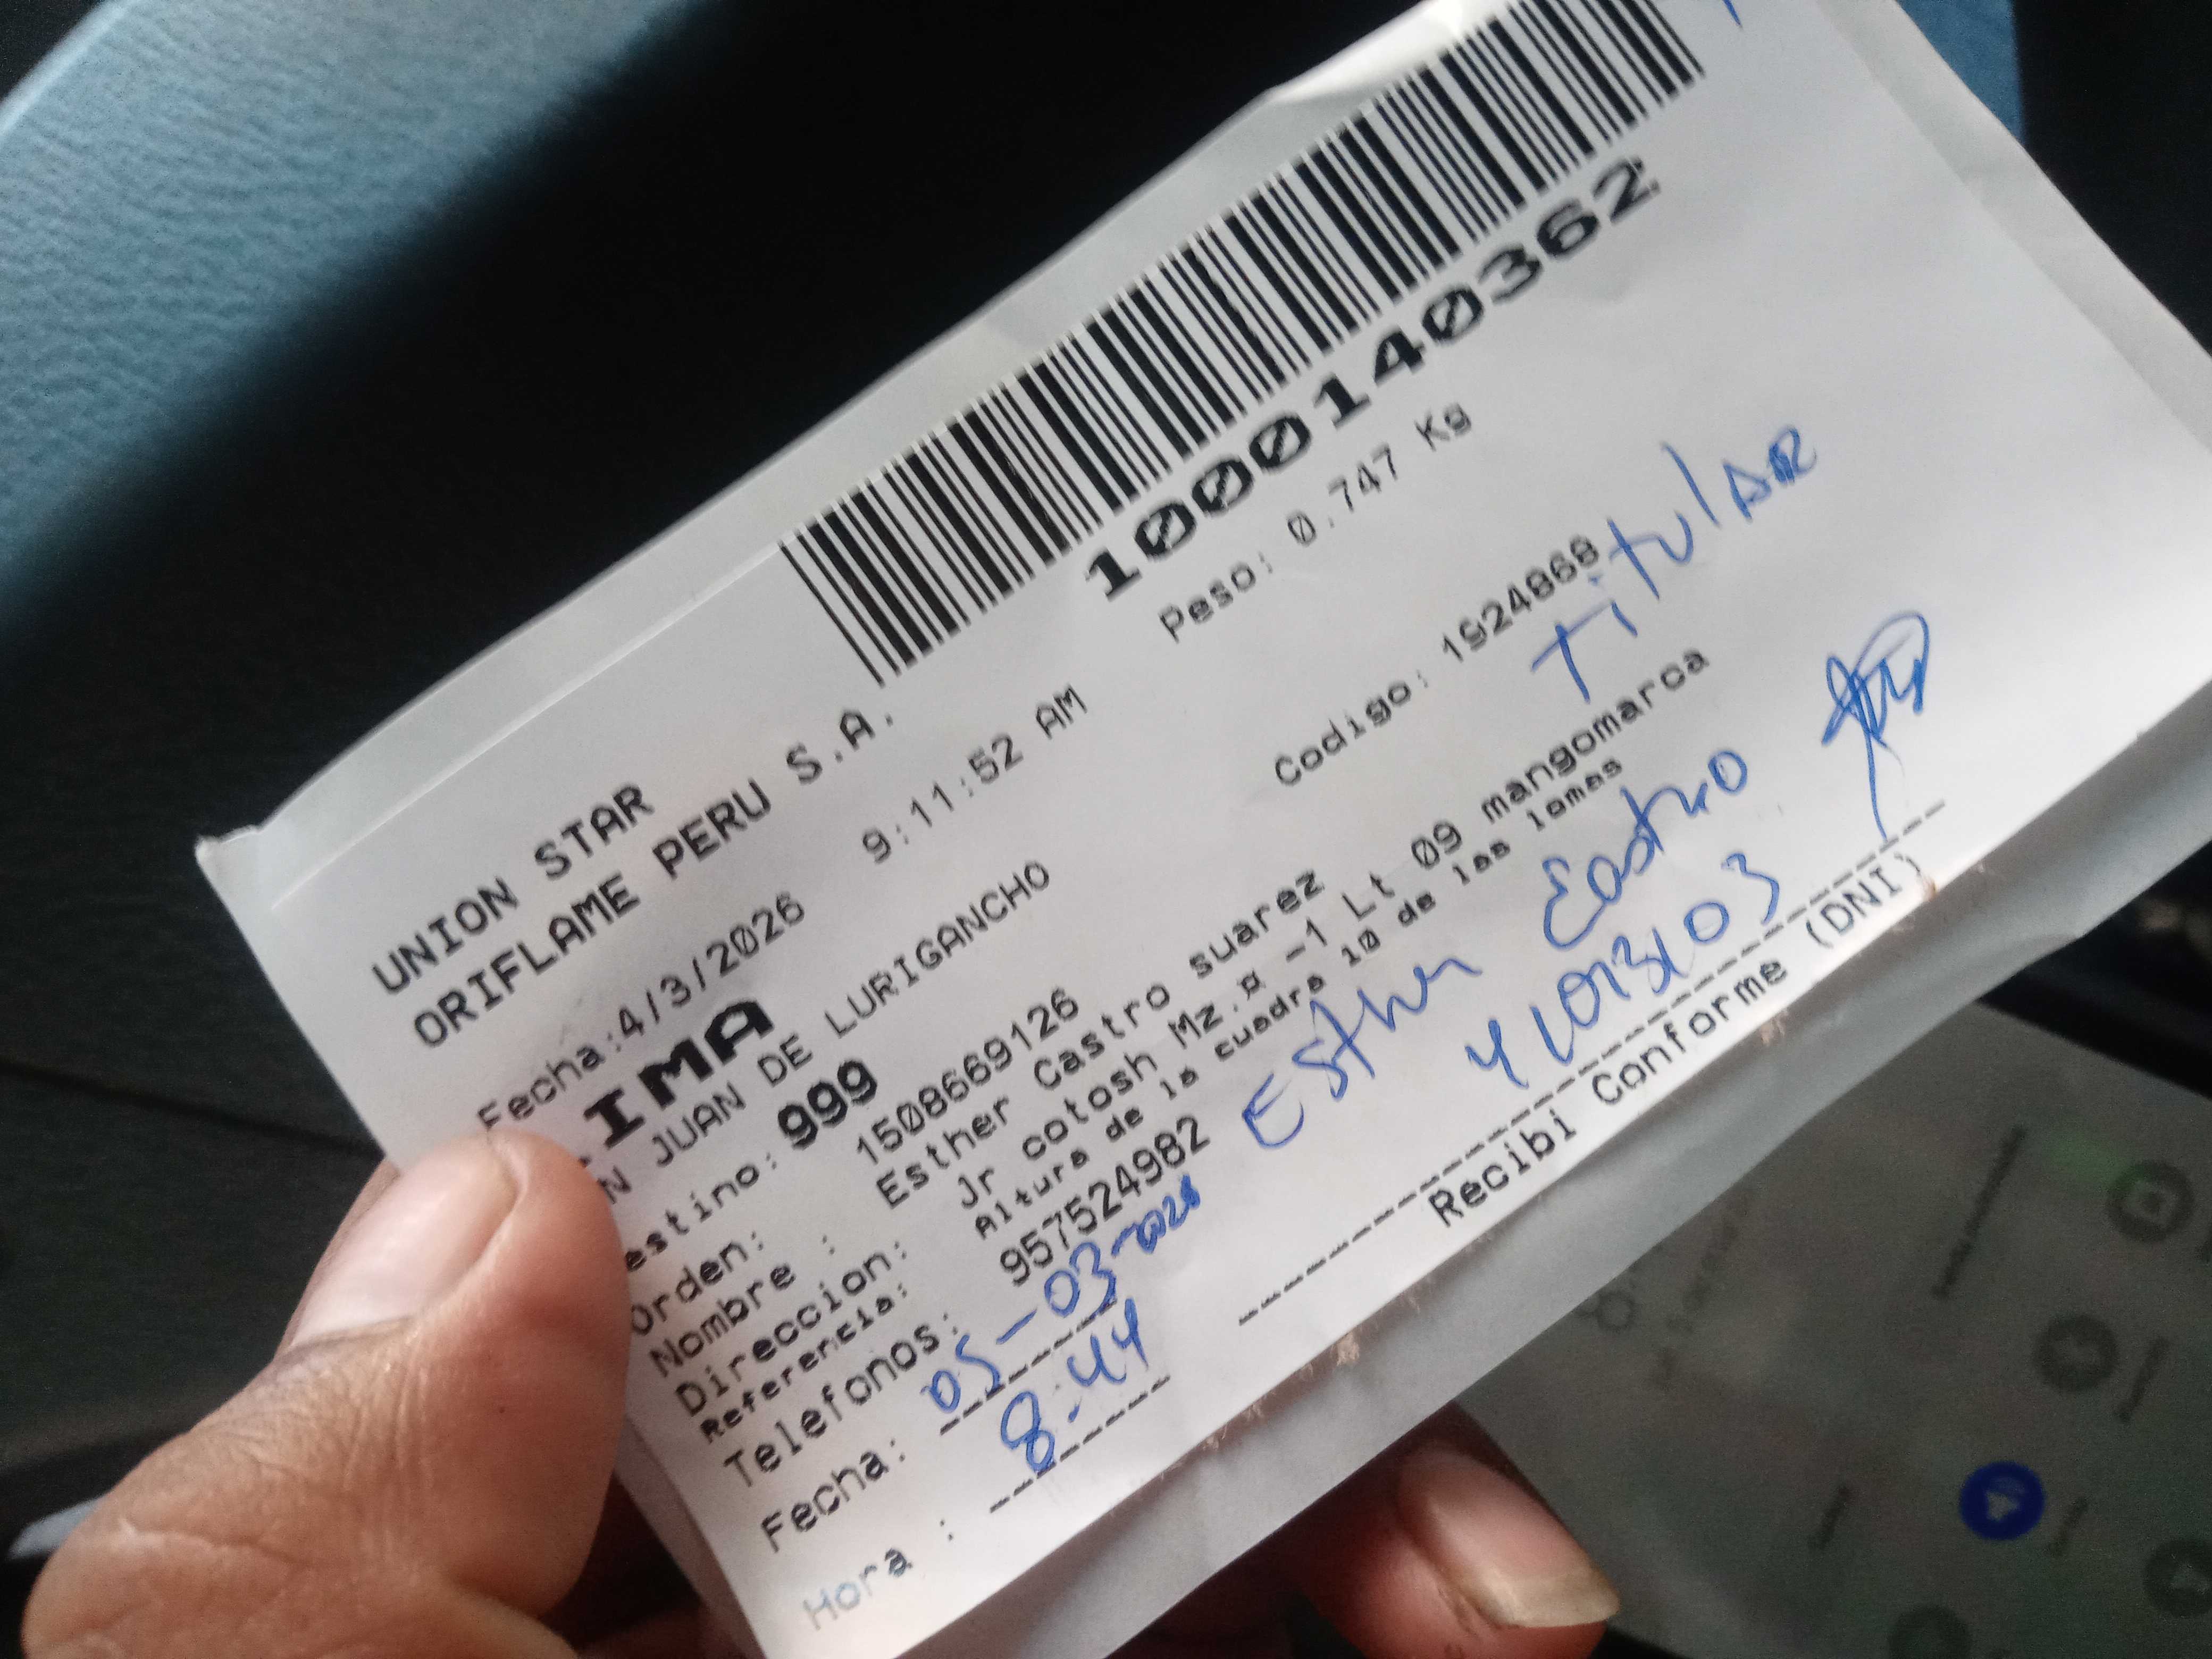 1000140362
Peso: 0.747 Kg
UNION STAR
ORIFLAME PERU S.A.
Fecha:4/3/2026 9:11:52 AM
IMA
N JUAN DE LURIGANCHO
estino: 999
Orden: 1508669126 Codigo: 1924868
Titular
Nombre : Esther Castro suarez
Direccion: Jr cotosh Mz.¤ -1 Lt 09 mangomarca
Referencia: Altura de la cuadra 10 de las lomas
Telefonos: 957524982
Esther Castro
Fecha: 05-03-2026
Hora : 8:44
Recibi Conforme (DNI)